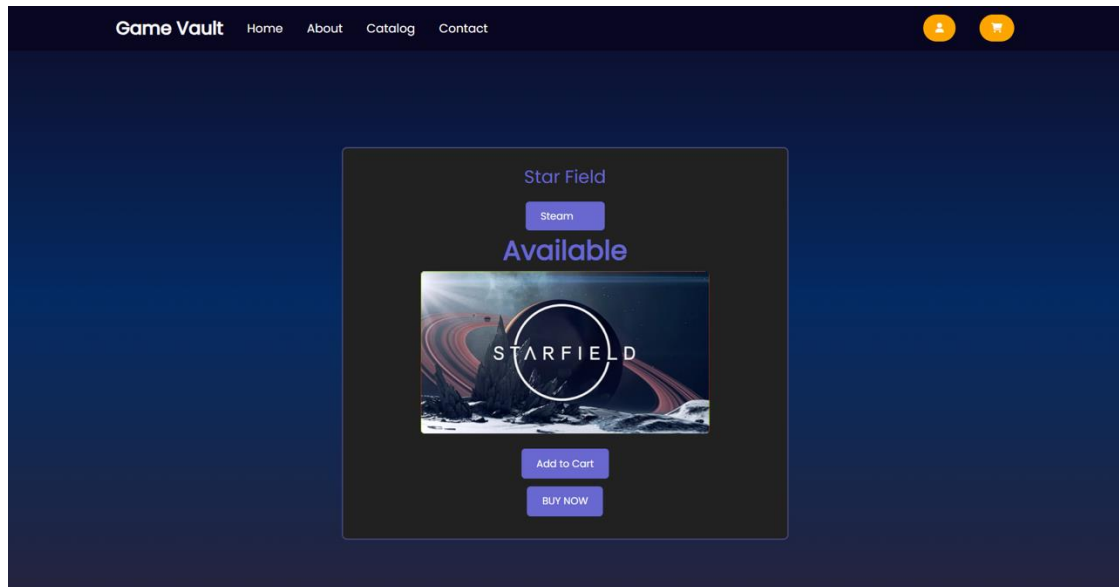 Game Vault Home About Catalog Contact
Star Field
Steam
Available
STARFIELD
Add to Cart
BUY NOW